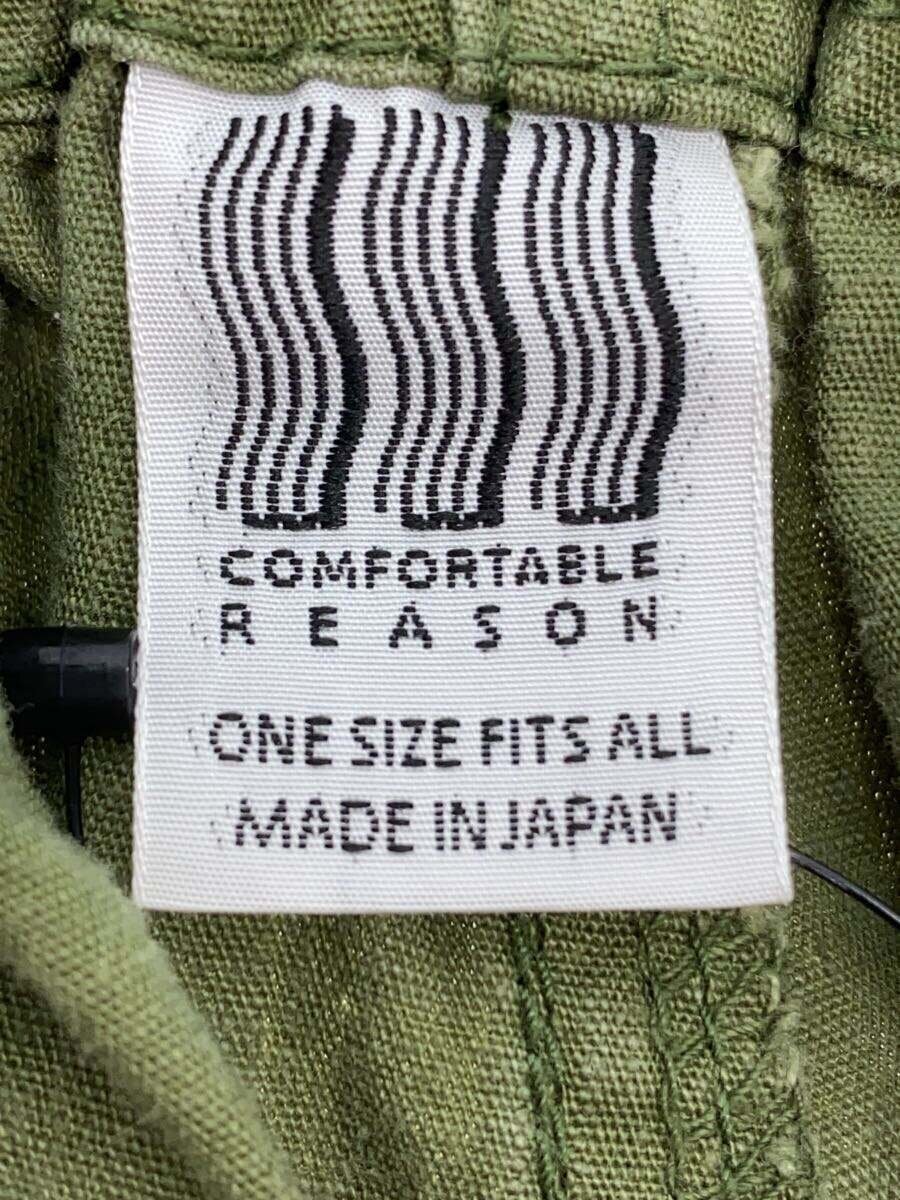 COMFORTABLE
REASON
ONE SIZE FITS ALL
MADE IN JAPAN